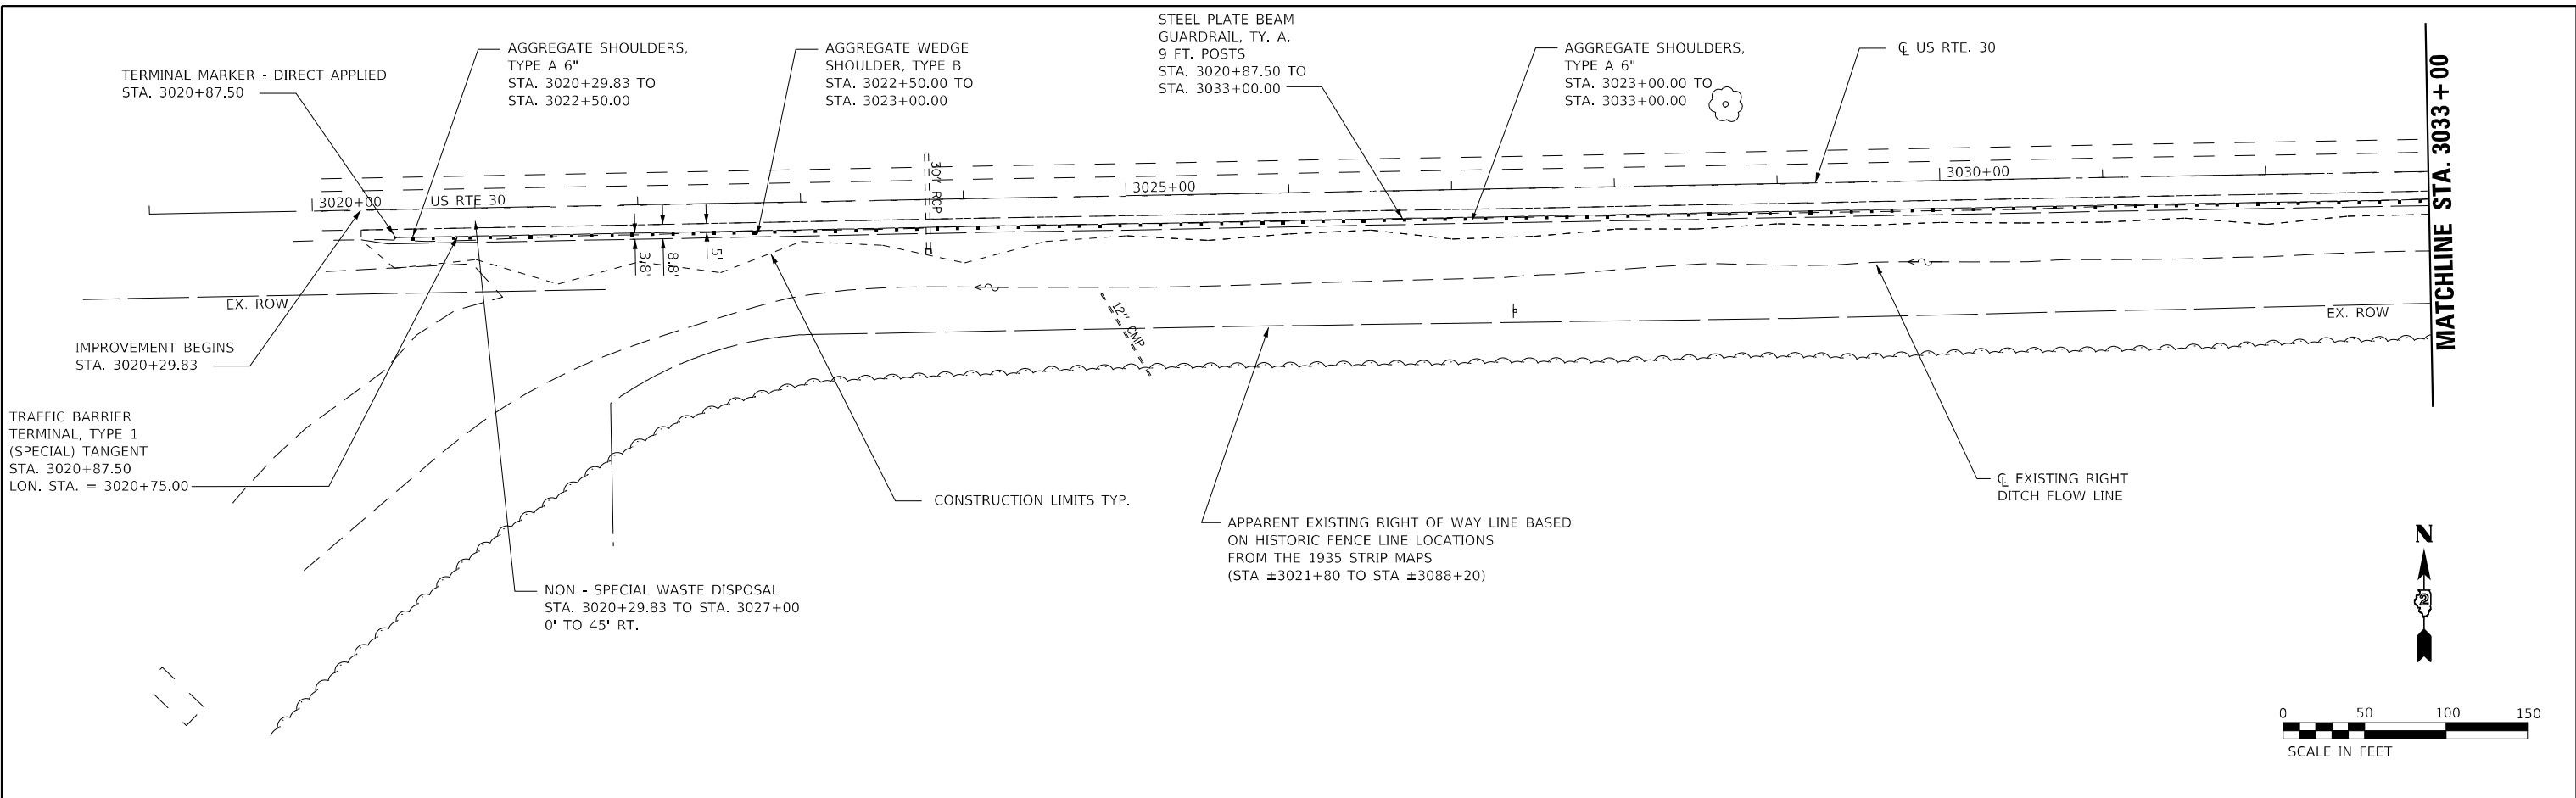 TERMINAL MARKER - DIRECT APPLIED
STA. 3020+87.50
AGGREGATE SHOULDERS,
TYPE A 6"
STA. 3020+29.83 TO
STA. 3022+50.00
AGGREGATE WEDGE
SHOULDER, TYPE B
STA. 3022+50.00 TO
STA. 3023+00.00
STEEL PLATE BEAM
GUARDRAIL, TY. A,
9 FT. POSTS
STA. 3020+87.50 TO
STA. 3033+00.00
AGGREGATE SHOULDERS,
TYPE A 6"
STA. 3023+00.00 TO
STA. 3033+00.00
℄ US RTE. 30
MATCHLINE STA. 3033+00
3020+00
US RTE 30
30" RCP
3025+00
3030+00
3.8'
8.8'
5'
EX. ROW
12" CMP
EX. ROW
IMPROVEMENT BEGINS
STA. 3020+29.83
TRAFFIC BARRIER
TERMINAL, TYPE 1
(SPECIAL) TANGENT
STA. 3020+87.50
LON. STA. = 3020+75.00
CONSTRUCTION LIMITS TYP.
℄ EXISTING RIGHT
DITCH FLOW LINE
APPARENT EXISTING RIGHT OF WAY LINE BASED
ON HISTORIC FENCE LINE LOCATIONS
FROM THE 1935 STRIP MAPS
(STA ±3021+80 TO STA ±3088+20)
NON - SPECIAL WASTE DISPOSAL
STA. 3020+29.83 TO STA. 3027+00
0' TO 45' RT.
N
2
0 50 100 150
SCALE IN FEET